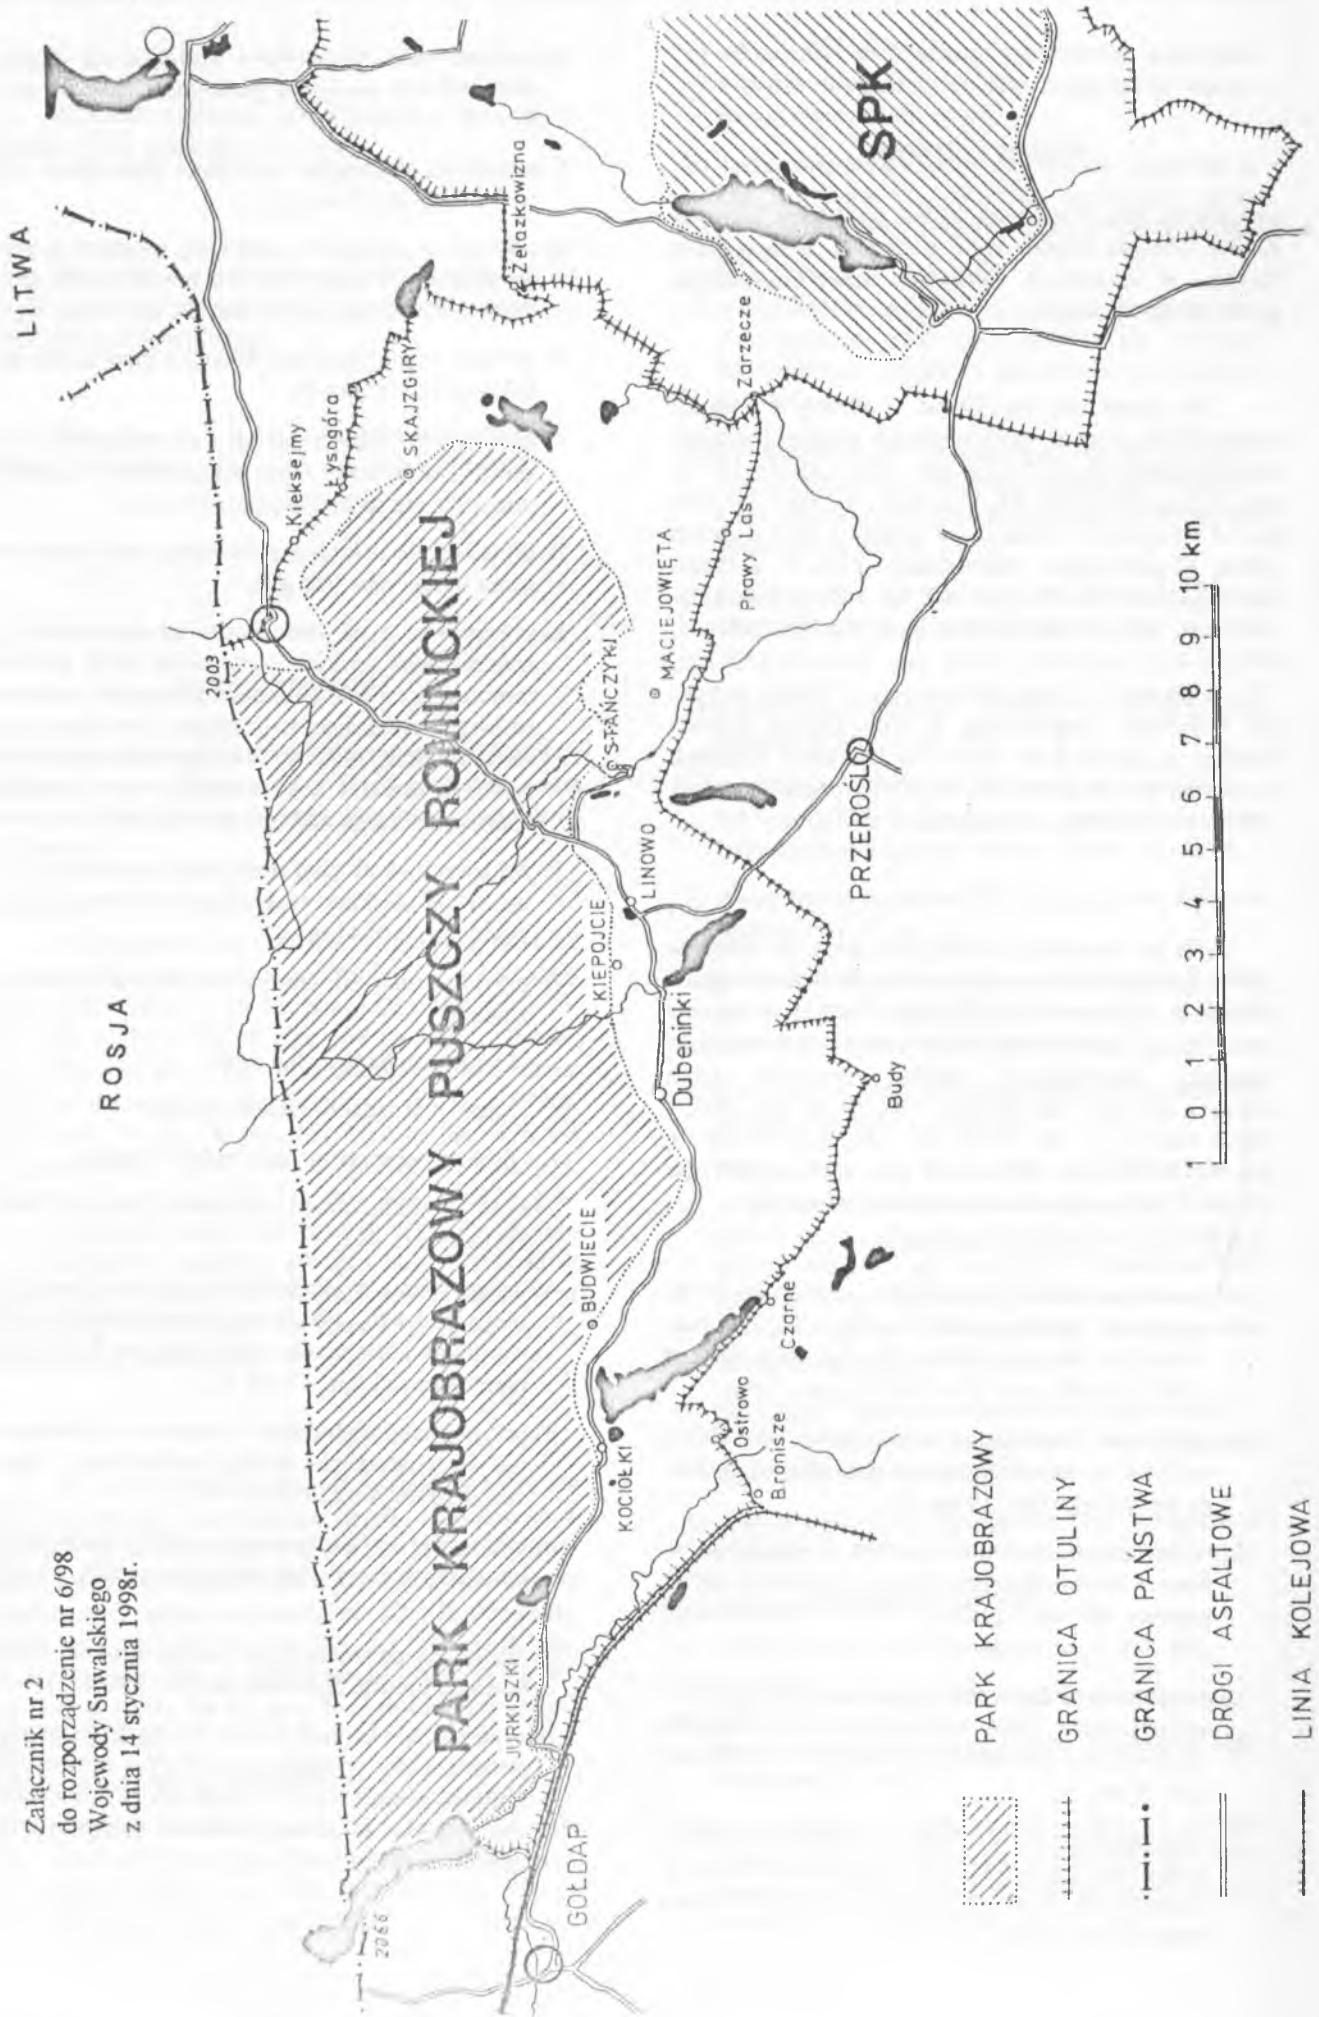 Załącznik nr 2
do rozporządzenie nr 6/98
Wojewody Suwalskiego
z dnia 14 stycznia 1998r.
LITWA
ROSJA
2003
2066
Kieksejmy
Łysogóra
SKAJZGIRY
Żelazkowizna
PARK KRAJOBRAZOWY PUSZCZY ROMINCKIEJ
SPK
Zarzecze
Prawy Las
MACIEJOWIĘTA
STAŃCZYKI
LINOWO
KIEPOJCIE
Dubeninki
PRZEROŚL
BUDWIECIE
Budy
Czarne
Ostrowo
Bronisze
KOCIÓŁKI
JURKISZKI
GOŁDAP
PARK KRAJOBRAZOWY
GRANICA OTULINY
GRANICA PAŃSTWA
DROGI ASFALTOWE
LINIA KOLEJOWA
1 0 1 2 3 4 5 6 7 8 9 10 km